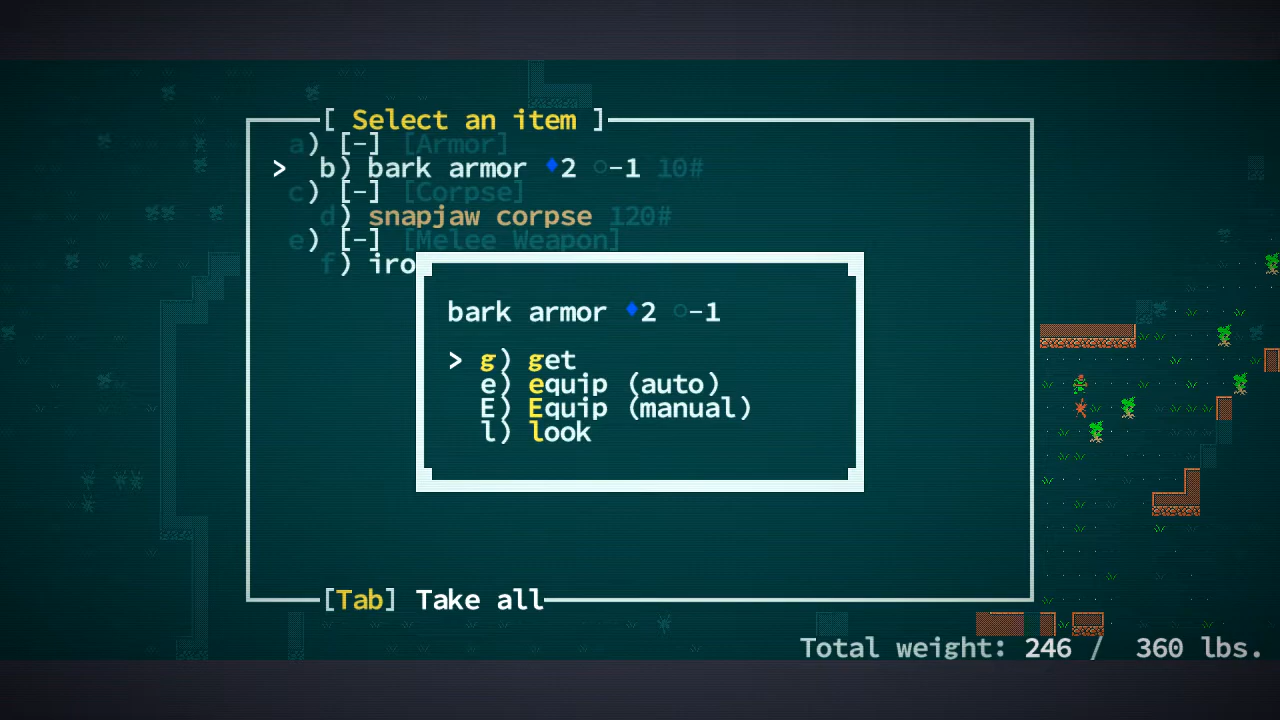 [ Select an item ]
a) [-] [Armor]
> b) bark armor ♦2 ○-1 10#
c) [-] [Corpse]
d) snapjaw corpse 120#
e) [-] [Melee Weapon]
f) iro
bark armor ♦2 ○-1
> g) get
e) equip (auto)
E) Equip (manual)
l) look
[Tab] Take all
Total weight: 246 / 360 lbs.